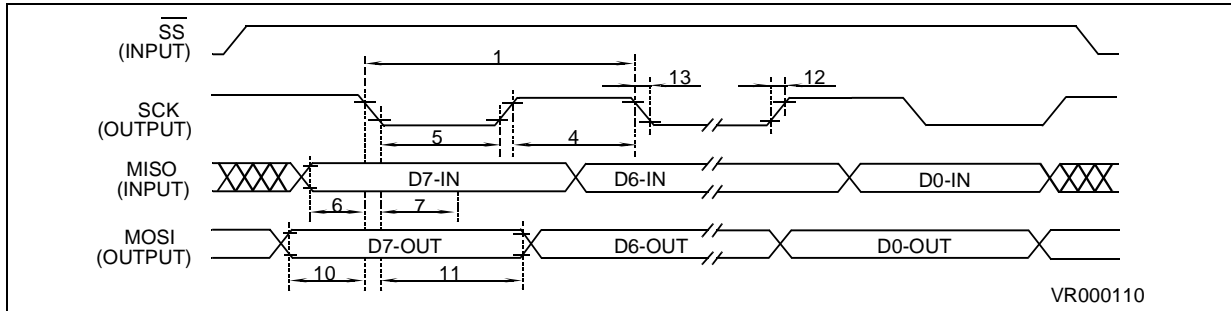 SS
(INPUT)
1
13
12
SCK
(OUTPUT)
5
4
MISO
(INPUT)
D7-IN
D6-IN
D0-IN
6
7
MOSI
(OUTPUT)
D7-OUT
D6-OUT
D0-OUT
10
11
VR000110